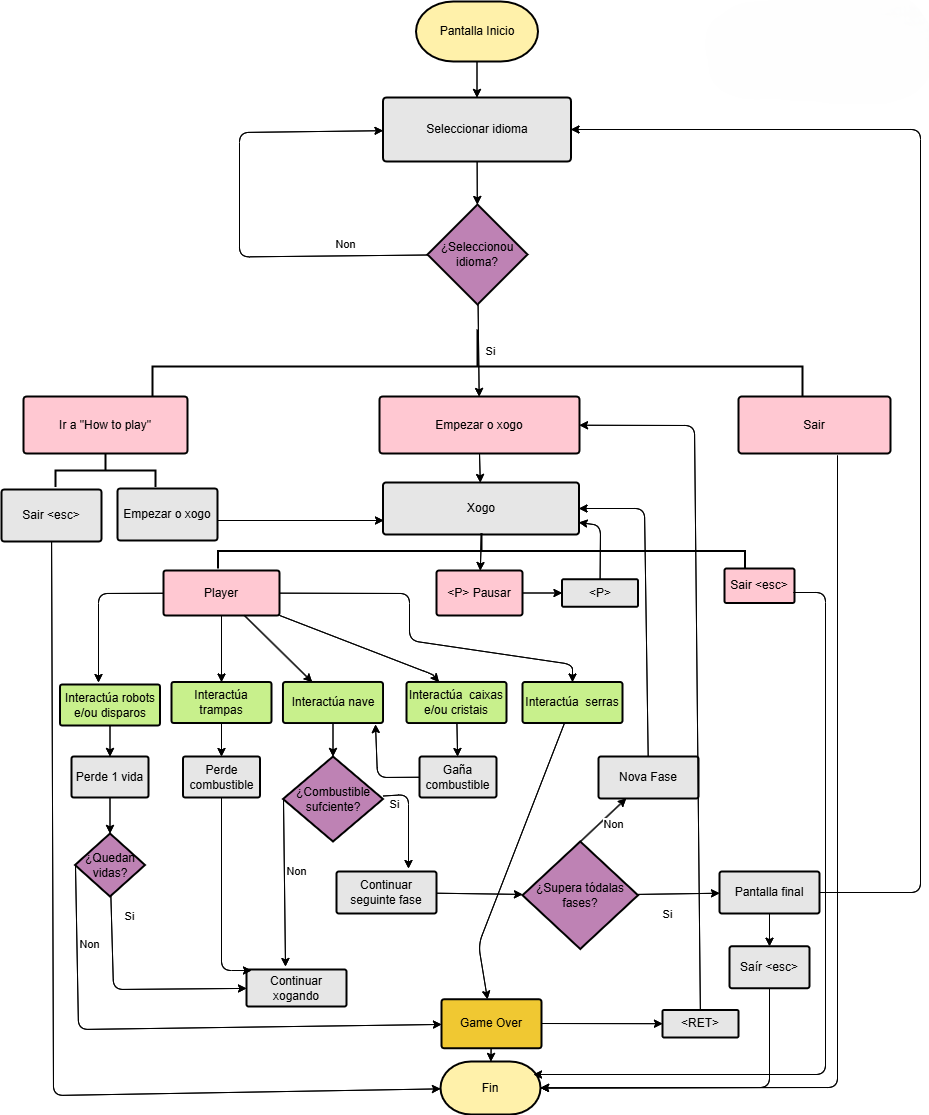 Pantalla Inicio
Seleccionar idioma
Non
¿Seleccionou
idioma?
Si
Ir a "How to play"
Empezar o xogo
Sair
Sair <esc>
Empezar o xogo
Xogo
Player
<P> Pausar
<P>
Sair <esc>
Interactúa robots
e/ou disparos
Interactúa
trampas
Interactúa nave
Interactúa  caixas
e/ou cristais
Interactúa  serras
Perde 1 vida
Perde
combustible
¿Combustible
sufciente?
Si
Gaña
combustible
Nova Fase
Non
¿Quedan
vidas?
Non
Continuar
seguinte fase
¿Supera tódalas
fases?
Si
Pantalla final
Si
Non
Continuar
xogando
Saír <esc>
Game Over
<RET>
Fin